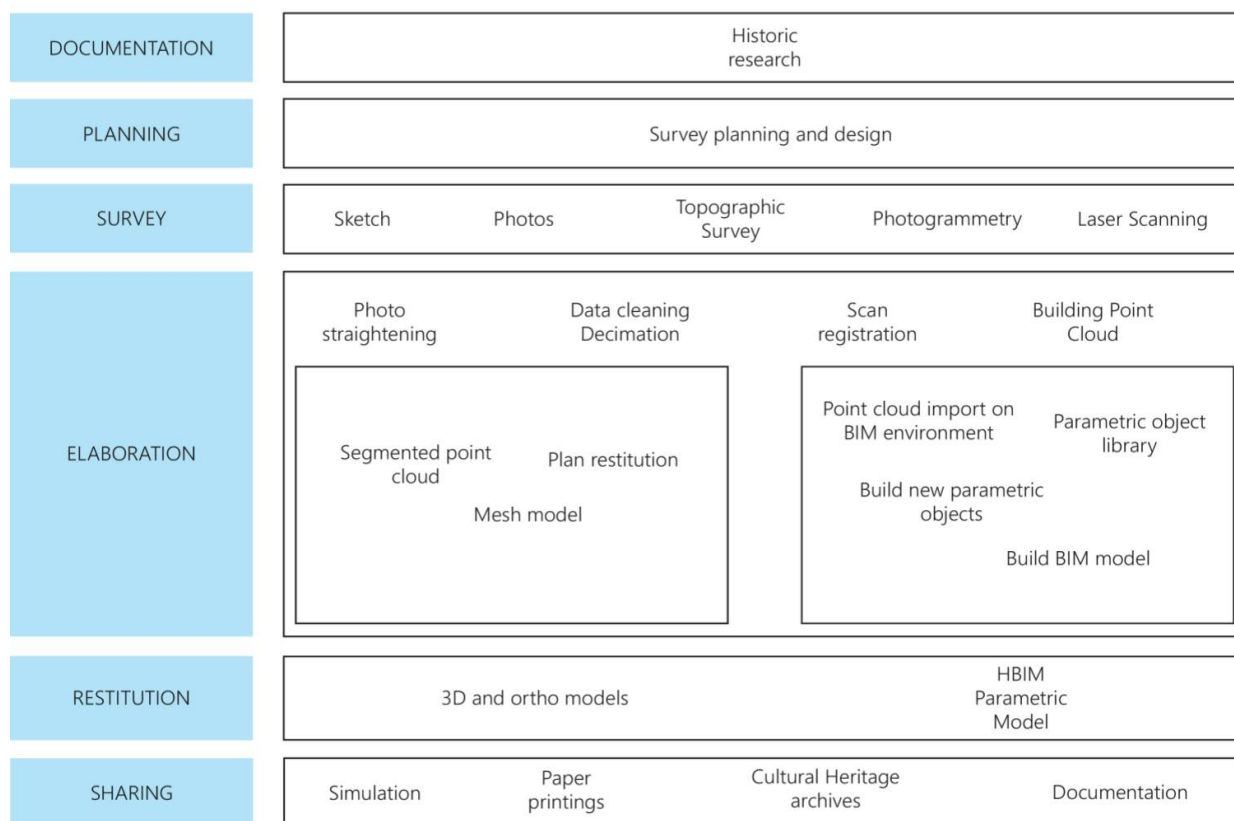 DOCUMENTATION
Historic
research
PLANNING
Survey planning and design
SURVEY
Sketch
Photos
Topographic
Survey
Photogrammetry
Laser Scanning
ELABORATION
Photo
straightening
Data cleaning
Decimation
Scan
registration
Building Point
Cloud
Segmented point
cloud
Plan restitution
Mesh model
Point cloud import on
BIM environment
Parametric object
library
Build new parametric
objects
Build BIM model
RESTITUTION
3D and ortho models
HBIM
Parametric
Model
SHARING
Simulation
Paper
printings
Cultural Heritage
archives
Documentation